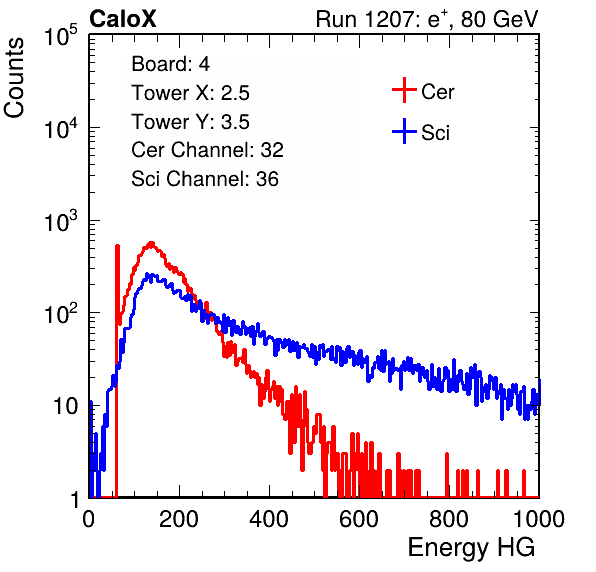 CaloX Run 1207: e⁺, 80 GeV
Counts
10⁵
10⁴
10³
10²
10
1
Board: 4
Tower X: 2.5
Tower Y: 3.5
Cer Channel: 32
Sci Channel: 36
Cer
Sci
0 200 400 600 800 1000
Energy HG